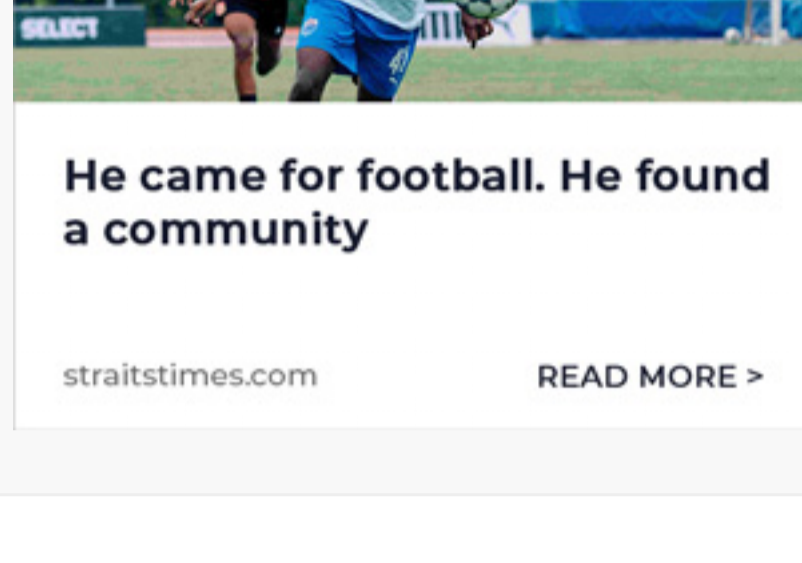 SELECT
He came for football. He found
a community
straitstimes.com
READ MORE >